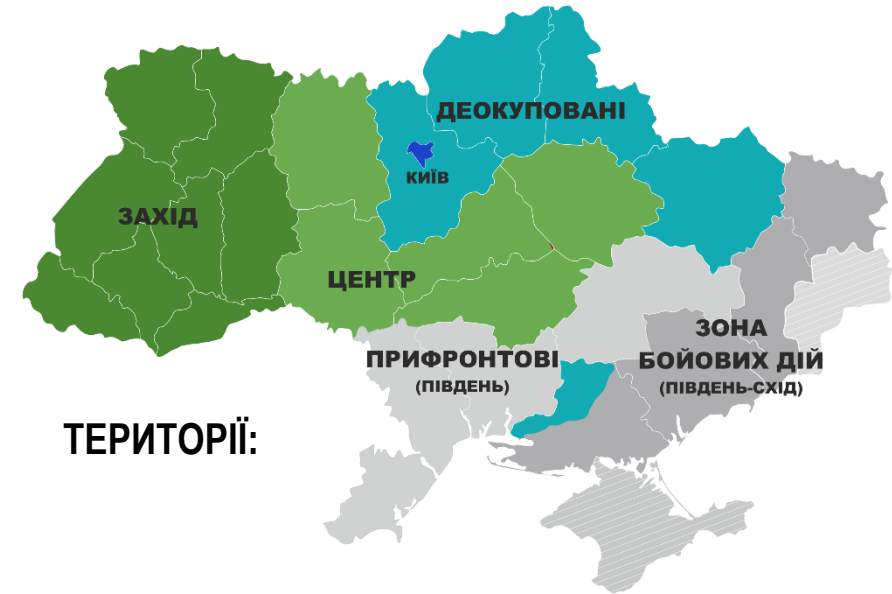 ДЕОКУПОВАНІ
КИЇВ
ЗАХІД
ЦЕНТР
ПРИФРОНТОВІ
(ПІВДЕНЬ)
ЗОНА
БОЙОВИХ ДІЙ
(ПІВДЕНЬ-СХІД)
ТЕРИТОРІЇ: